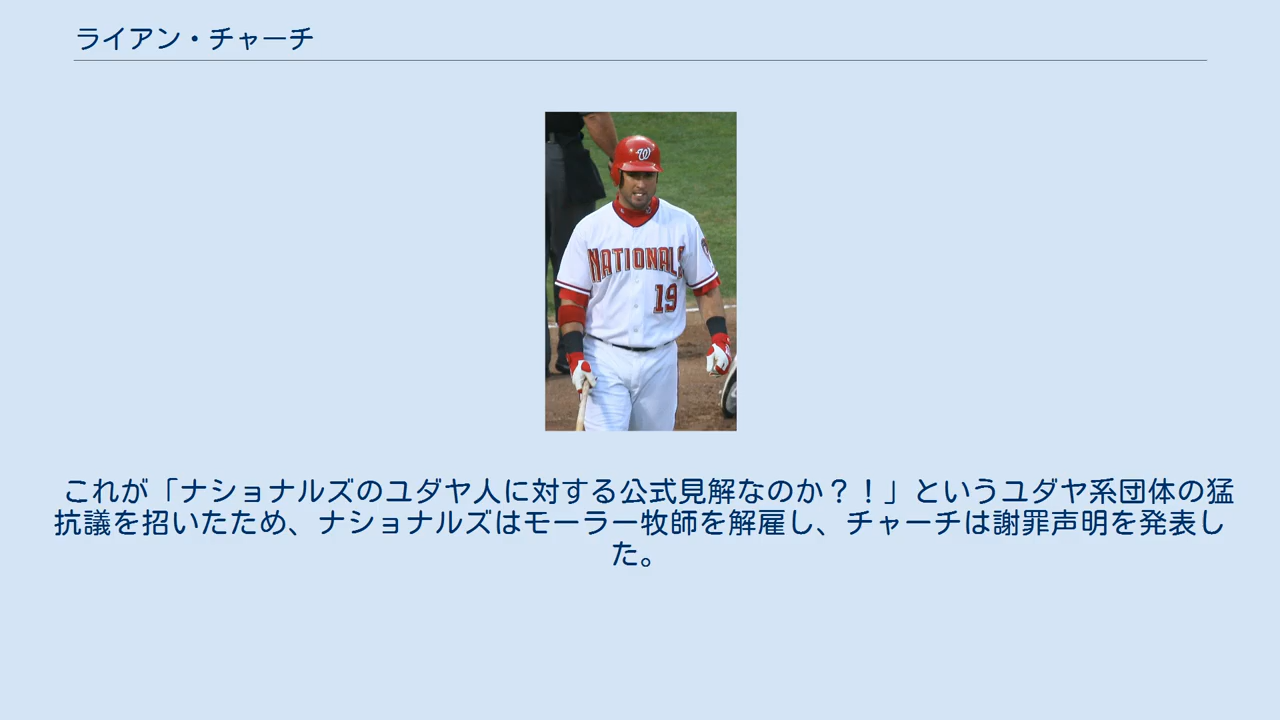 ライアン・チャーチ
W
NATIONALS
19
これが「ナショナルズのユダヤ人に対する公式見解なのか？！」というユダヤ系団体の猛
抗議を招いたため、ナショナルズはモーラー牧師を解雇し、チャーチは謝罪声明を発表し
た。